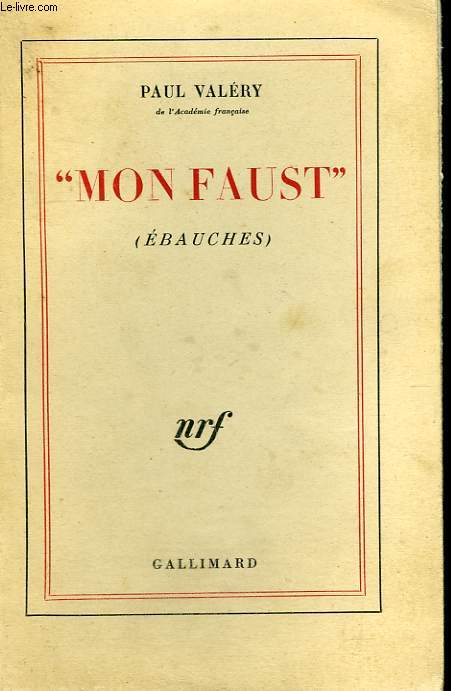 Le-livre.com
PAUL VALÉRY
de l'Académie française
“MON FAUST”
(ÉBAUCHES)
nrf
GALLIMARD